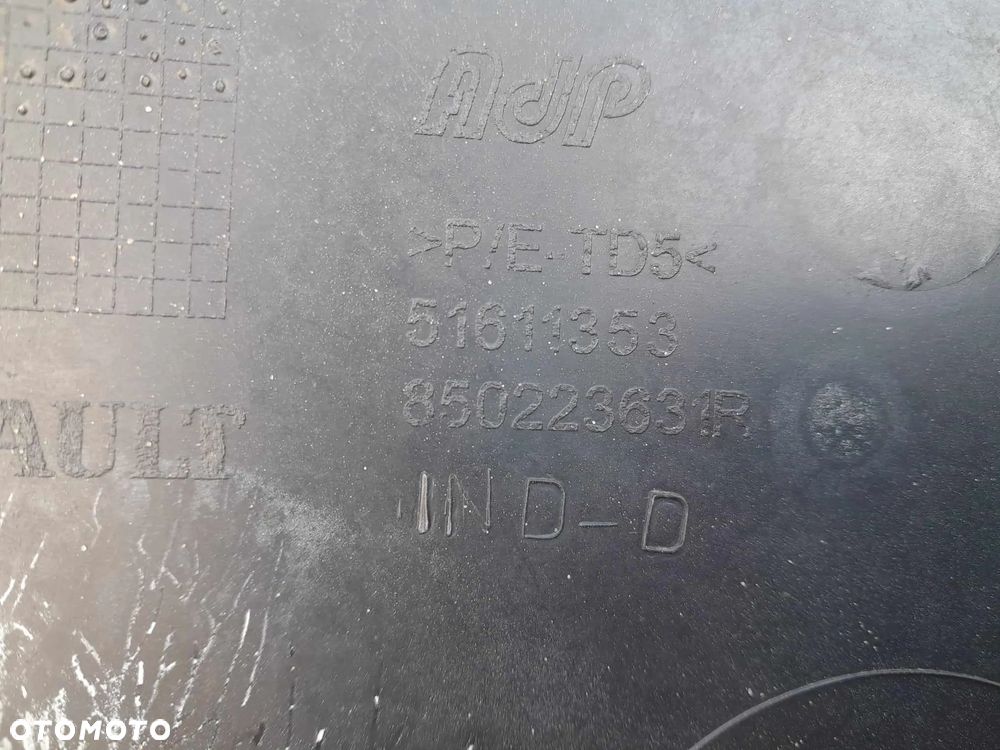 AdP
>P/E-TD5<
51611353
850223631R
AULT
IND-D
OTOMOTO